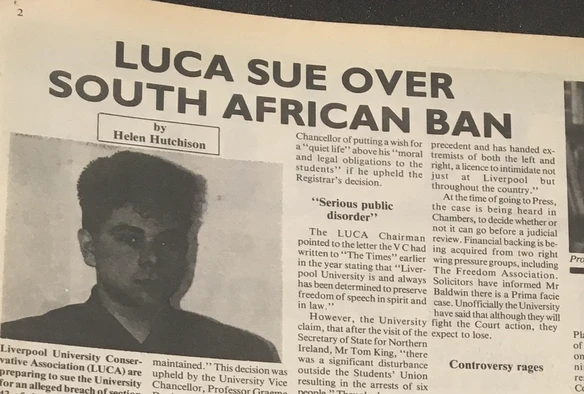 2
LUCA SUE OVER
SOUTH AFRICAN BAN
by
Helen Hutchison
Liverpool University Conser-
vative Association (LUCA) are
preparing to sue the University
for an alleged breach of section
maintained." This decision was
upheld by the University Vice
Chancellor, Professor Graeme
Chancellor of putting a wish for
a "quiet life" above his "moral
and legal obligations to the
students" if he upheld the
Registrar's decision.
"Serious public
disorder"
The LUCA Chairman
pointed to the letter the VC had
written to "The Times" earlier
in the year stating that "Liver-
pool University is and always
has been determined to preserve
freedom of speech in spirit and
in law."
However, the University
claim, that after the visit of the
Secretary of State for Northern
Ireland, Mr Tom King, "there
was a significant disturbance
outside the Students' Union
resulting in the arrests of six
people."
precedent and has handed ex-
tremists of both the left and
right, a licence to intimidate not
just at Liverpool but
throughout the country."
At the time of going to Press,
the case is being heard in
Chambers, to decide whether or
not it can go before a judicial
review. Financial backing is be-
ing acquired from two right
wing pressure groups, including
The Freedom Association.
Solicitors have informed Mr
Baldwin there is a Prima facie
case. Unofficially the University
have said that although they will
fight the Court action, they
expect to lose.
Controversy rages
Pro
Pla
of